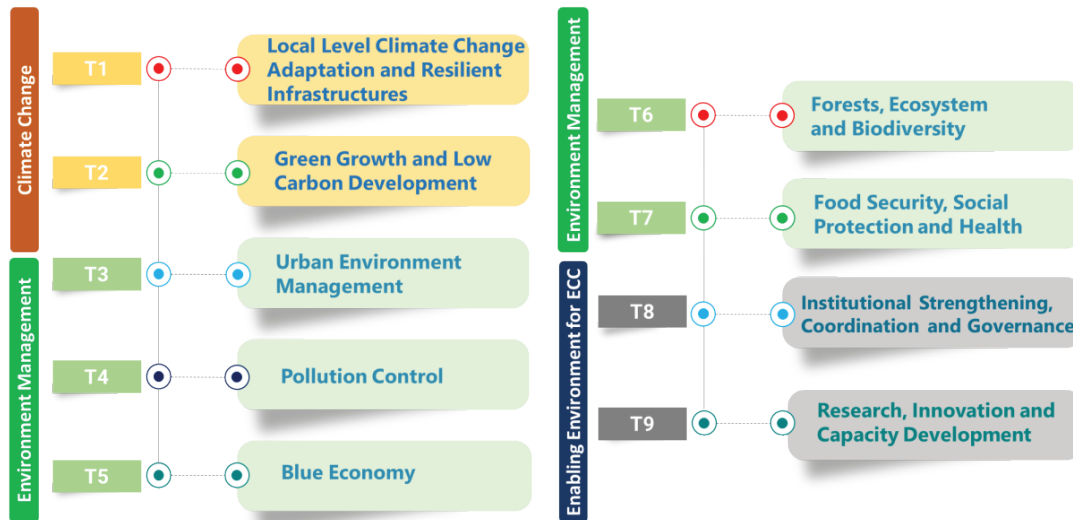 Climate Change
T1
Local Level Climate Change
Adaptation and Resilient
Infrastructures
T2
Green Growth and Low
Carbon Development
Environment Management
T3
Urban Environment
Management
T4
Pollution Control
T5
Blue Economy
Environment Management
T6
Forests, Ecosystem
and Biodiversity
T7
Food Security, Social
Protection and Health
Enabling Environment for ECC
T8
Institutional Strengthening,
Coordination and Governance
T9
Research, Innovation and
Capacity Development